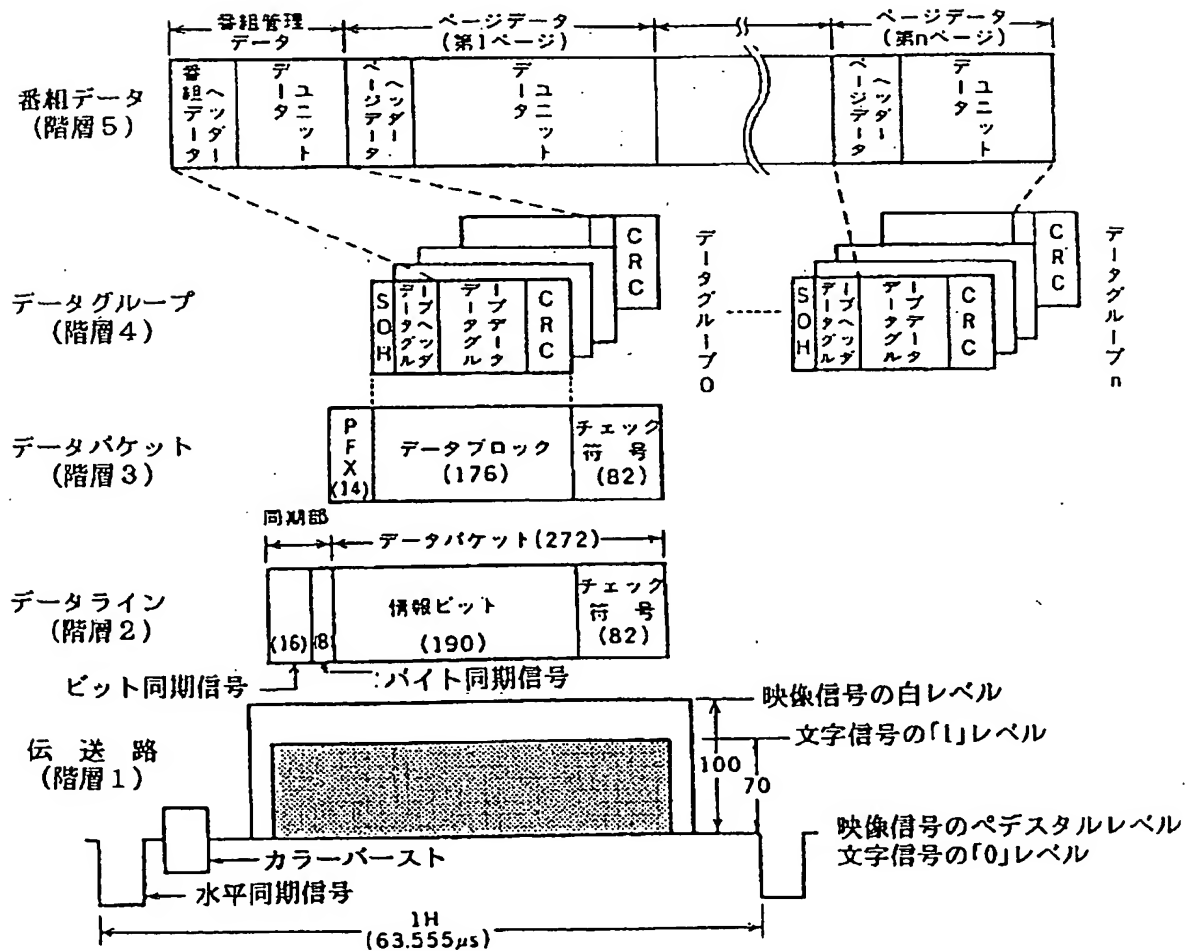 番組管理
データ
ページデータ
(第1ページ)
ページデータ
(第nページ)
番組データ
(階層5)
番組データ
ヘッダー
データ
ユニット
ページデータ
ヘッダー
データ
ユニット
ページデータ
ヘッダー
データ
ユニット
データグループ
(階層4)
SOH
データグル
ープヘッダ
データグル
ープデータ
CRC
CRC
データグループ0
SOH
データグル
ープヘッダ
データグル
ープデータ
CRC
CRC
データグループn
データパケット
(階層3)
PFX
(14)
データブロック
(176)
チェック
符号
(82)
同期部
データパケット(272)
データライン
(階層2)
(16)
(8)
情報ビット
(190)
チェック
符号
(82)
ビット同期信号
:バイト同期信号
伝送路
(階層1)
映像信号の白レベル
文字信号の「1」レベル
100
70
映像信号のペデスタルレベル
文字信号の「0」レベル
カラーバースト
水平同期信号
1H
(63.555μs)